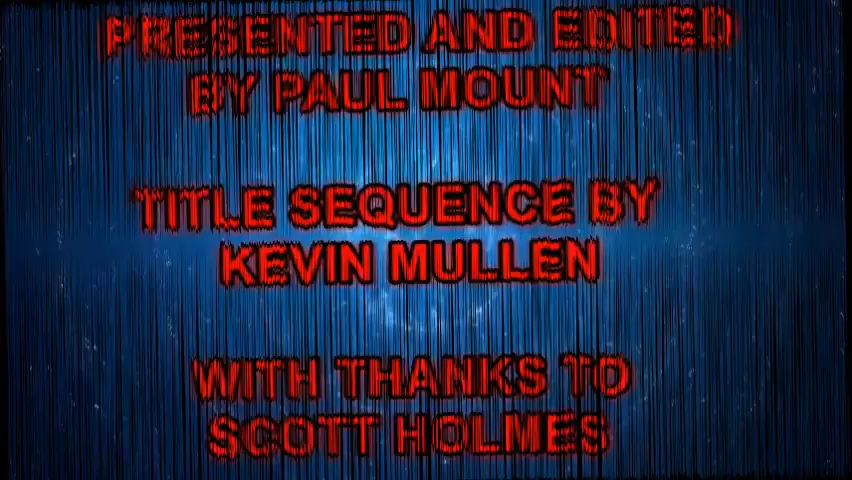 PRESENTED AND EDITED
BY PAUL MOUNT
TITLE SEQUENCE BY
KEVIN MULLEN
WITH THANKS TO
SCOTT HOLMES